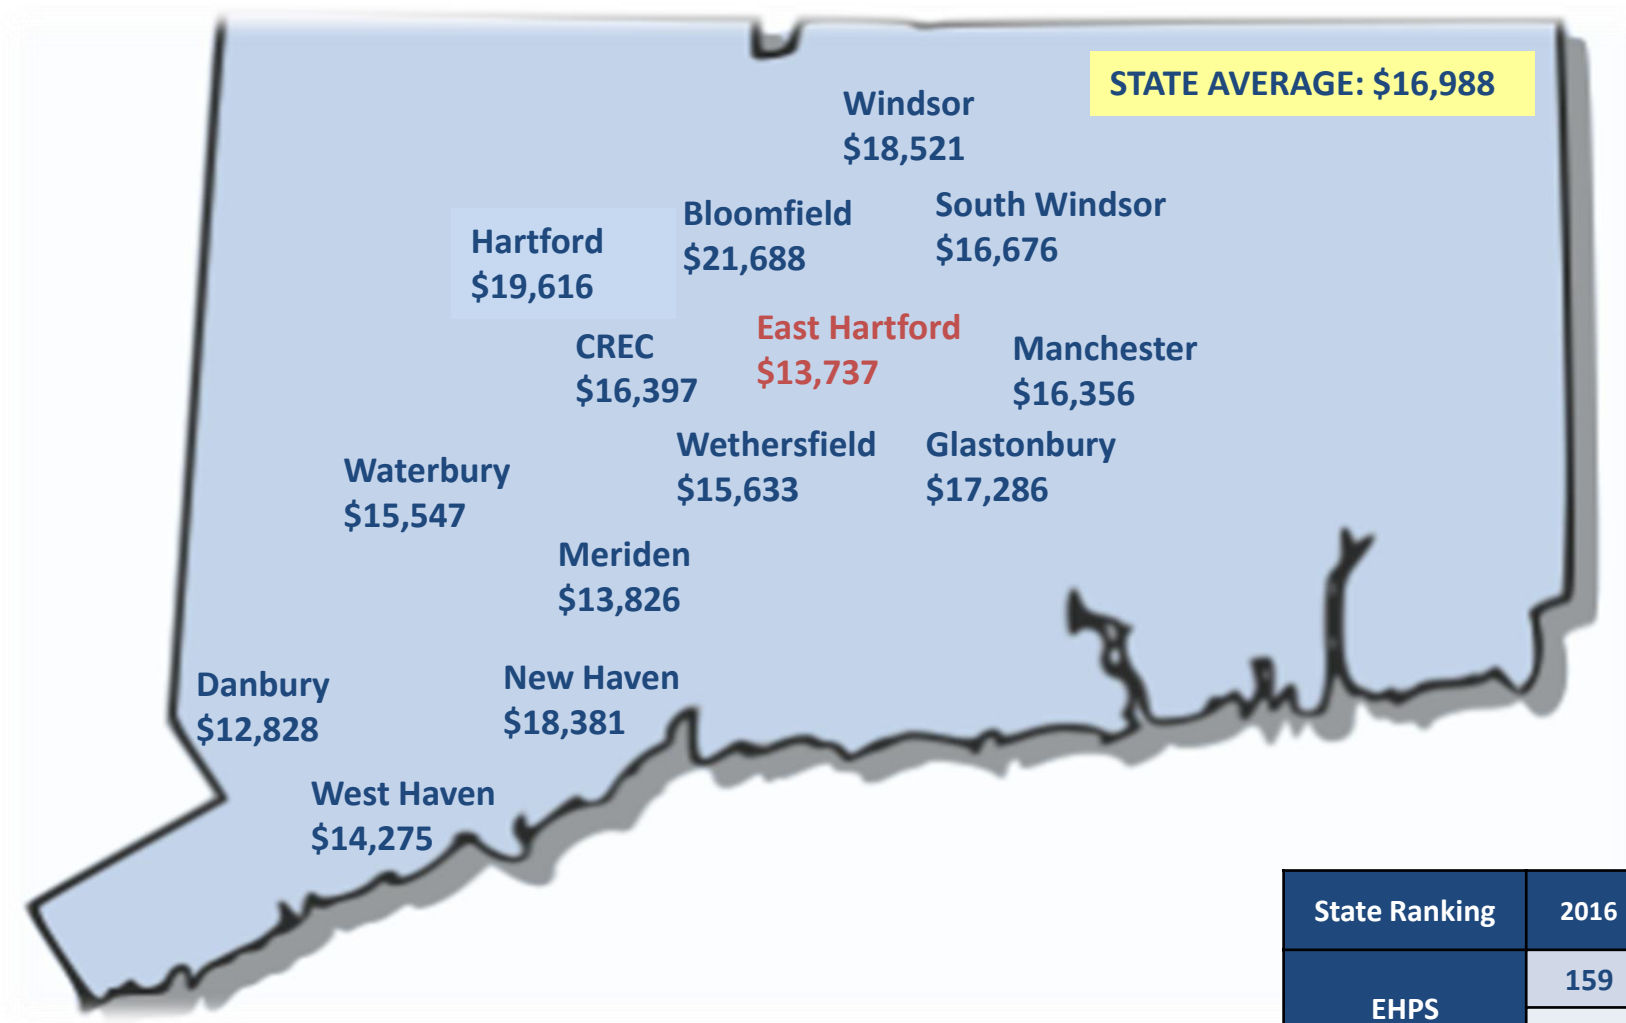 STATE AVERAGE: $16,988
Windsor
$18,521
Bloomfield
$21,688
South Windsor
$16,676
Hartford
$19,616
East Hartford
$13,737
CREC
$16,397
Manchester
$16,356
Wethersfield
$15,633
Glastonbury
$17,286
Waterbury
$15,547
Meriden
$13,826
Danbury
$12,828
New Haven
$18,381
West Haven
$14,275
State Ranking 2016
159
EHPS